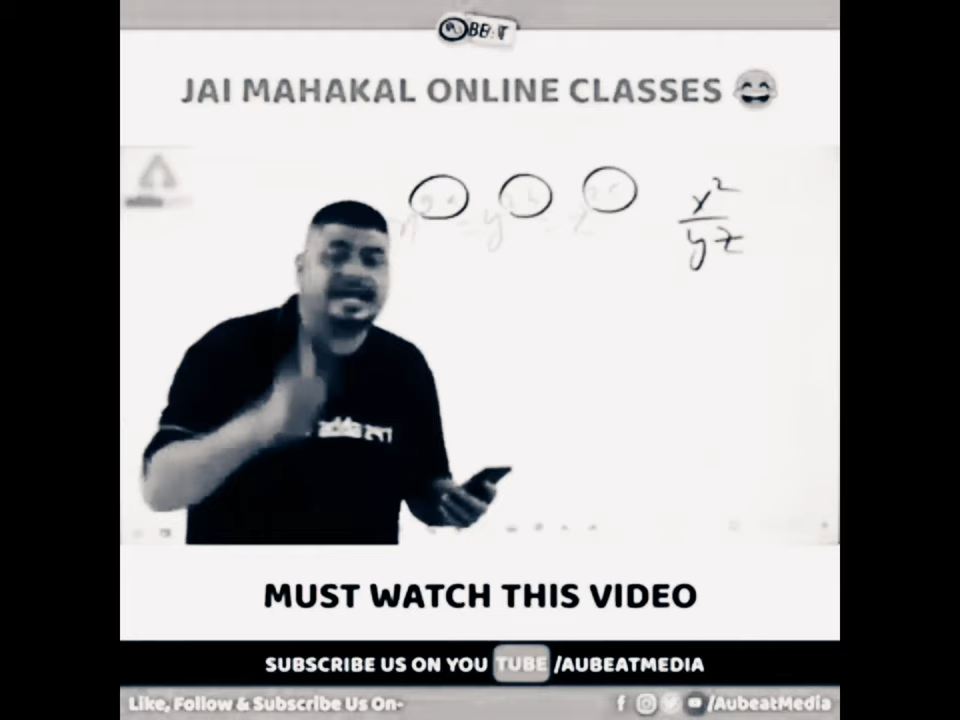 JAI MAHAKAL ONLINE CLASSES 😂
x²
yz
MUST WATCH THIS VIDEO
SUBSCRIBE US ON YOU TUBE /AUBEATMEDIA
Like, Follow & Subscribe Us On- /AubeatMedia